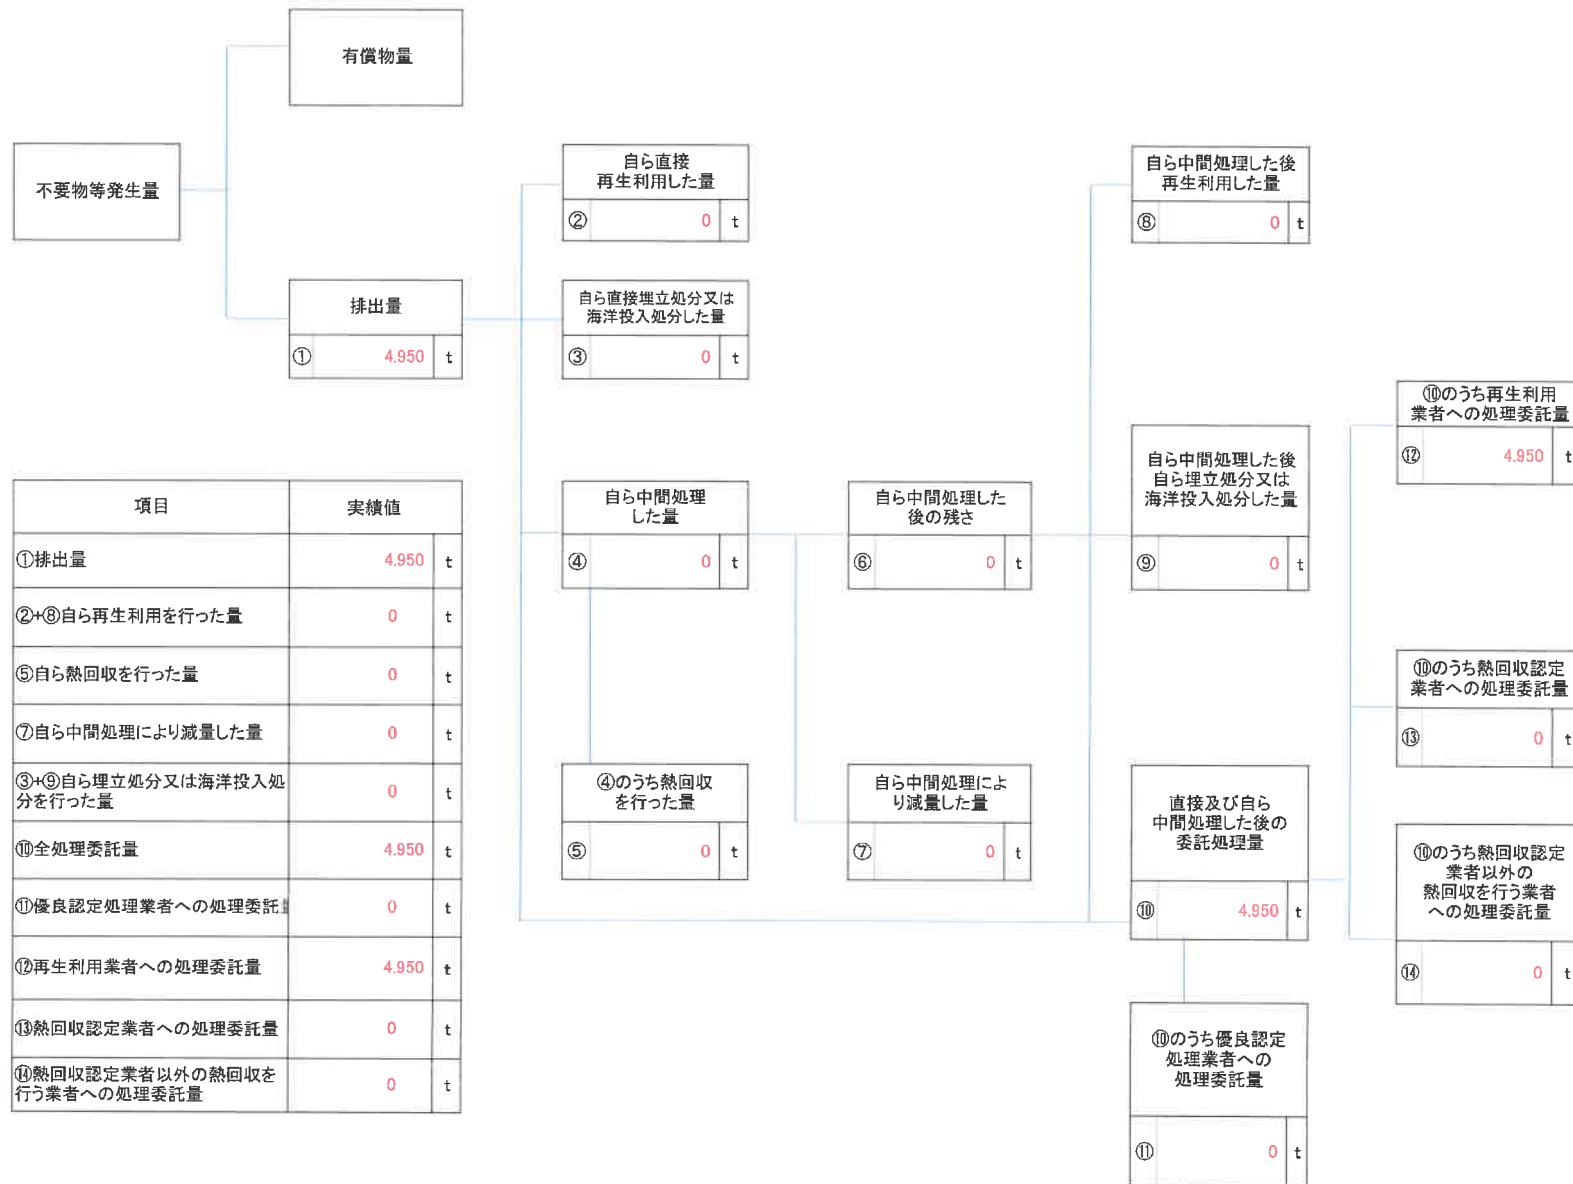 有償物量
不要物等発生量
排出量
① 4.950 t
自ら直接
再生利用した量
② 0 t
自ら直接埋立処分又は
海洋投入処分した量
③ 0 t
自ら中間処理
した量
④ 0 t
④のうち熱回収
を行った量
⑤ 0 t
自ら中間処理した
後の残さ
⑥ 0 t
自ら中間処理によ
り減量した量
⑦ 0 t
自ら中間処理した後
再生利用した量
⑧ 0 t
自ら中間処理した後
自ら埋立処分又は
海洋投入処分した量
⑨ 0 t
直接及び自ら
中間処理した後の
委託処理量
⑩ 4.950 t
⑩のうち優良認定
処理業者への
処理委託量
⑪ 0 t
⑩のうち再生利用
業者への処理委託量
⑫ 4.950 t
⑩のうち熱回収認定
業者への処理委託量
⑬ 0 t
⑩のうち熱回収認定
業者以外の
熱回収を行う業者
への処理委託量
⑭ 0 t
項目 実績値
①排出量 4.950 t
②+⑧自ら再生利用を行った量 0 t
⑤自ら熱回収を行った量 0 t
⑦自ら中間処理により減量した量 0 t
③+⑨自ら埋立処分又は海洋投入処
分を行った量 0 t
⑩全処理委託量 4.950 t
⑪優良認定処理業者への処理委託 0 t
⑫再生利用業者への処理委託量 4.950 t
⑬熱回収認定業者への処理委託量 0 t
⑭熱回収認定業者以外の熱回収を
行う業者への処理委託量 0 t